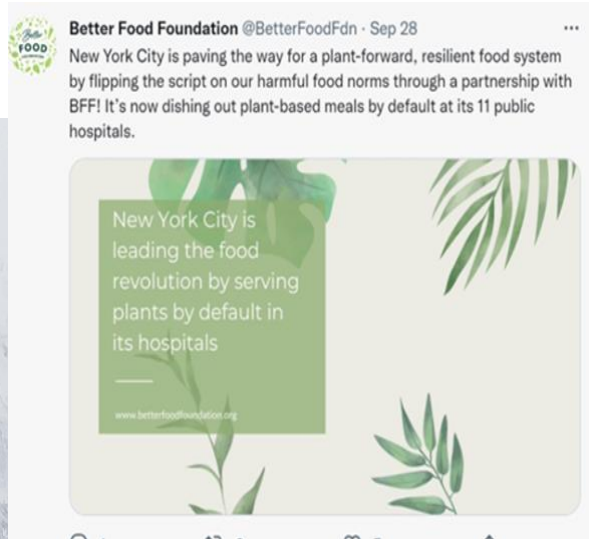 Better Food Foundation @BetterFoodFdn · Sep 28
New York City is paving the way for a plant-forward, resilient food system
by flipping the script on our harmful food norms through a partnership with
BFF! It's now dishing out plant-based meals by default at its 11 public
hospitals.
Better
FOOD
New York City is
leading the food
revolution by serving
plants by default in
its hospitals
www.betterfoodfoundation.org